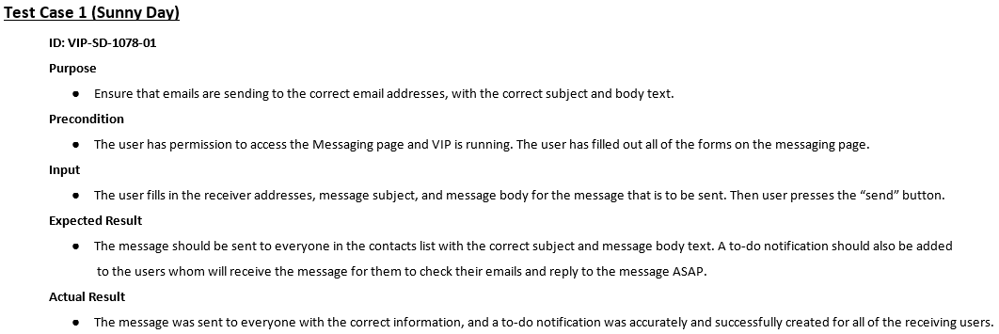 Test Case 1 (Sunny Day)
ID: VIP-SD-1078-01
Purpose
● Ensure that emails are sending to the correct email addresses, with the correct subject and body text.
Precondition
● The user has permission to access the Messaging page and VIP is running. The user has filled out all of the forms on the messaging page.
Input
● The user fills in the receiver addresses, message subject, and message body for the message that is to be sent. Then user presses the “send” button.
Expected Result
● The message should be sent to everyone in the contacts list with the correct subject and message body text. A to-do notification should also be added
to the users whom will receive the message for them to check their emails and reply to the message ASAP.
Actual Result
● The message was sent to everyone with the correct information, and a to-do notification was accurately and successfully created for all of the receiving users.